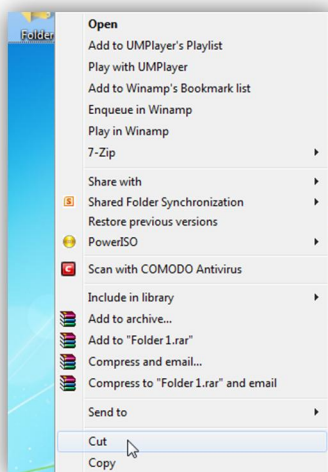 Folder
Open
Add to UMPlayer's Playlist
Play with UMPlayer
Add to Winamp's Bookmark list
Enqueue in Winamp
Play in Winamp
7-Zip
Share with
S Shared Folder Synchronization
Restore previous versions
PowerISO
C Scan with COMODO Antivirus
Include in library
Add to archive...
Add to "Folder 1.rar"
Compress and email...
Compress to "Folder 1.rar" and email
Send to
Cut
Copy